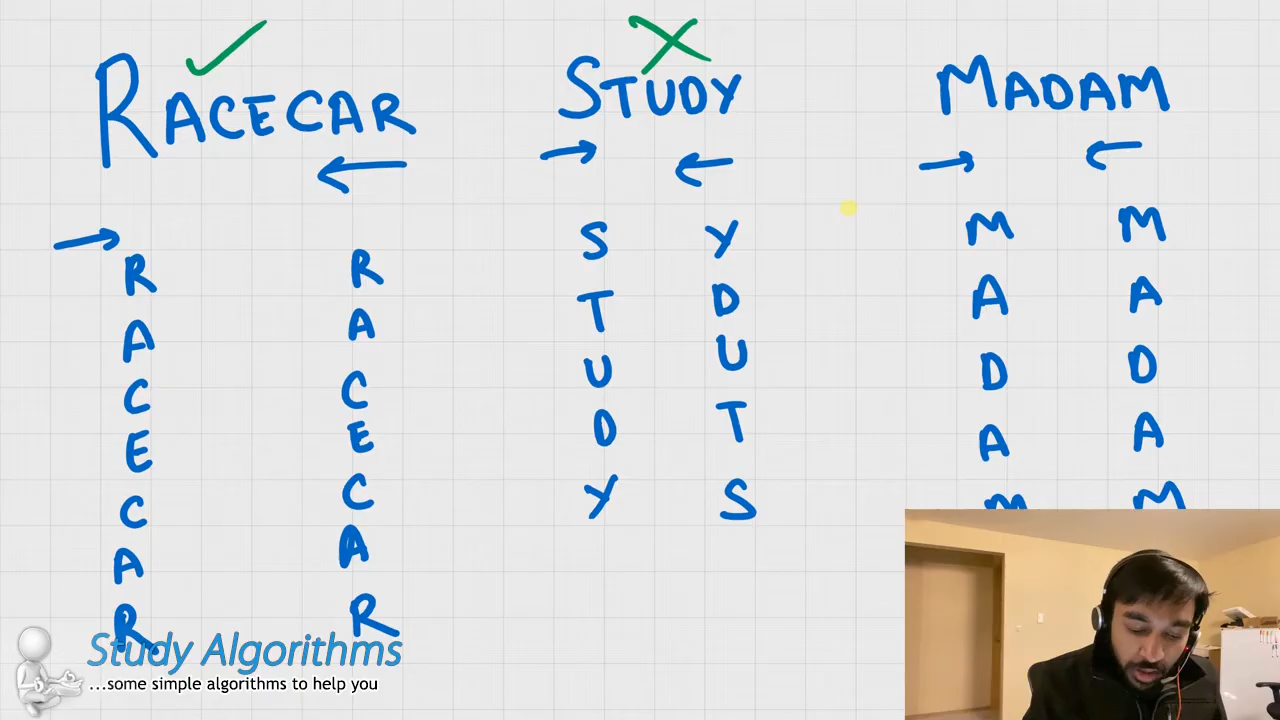 RACECAR
STUDY
MADAM
R R
A A
C C
E E
C C
A A
R R
S Y
T D
U U
D T
Y S
M M
A A
D D
A A
M M
Study Algorithms
...some simple algorithms to help you